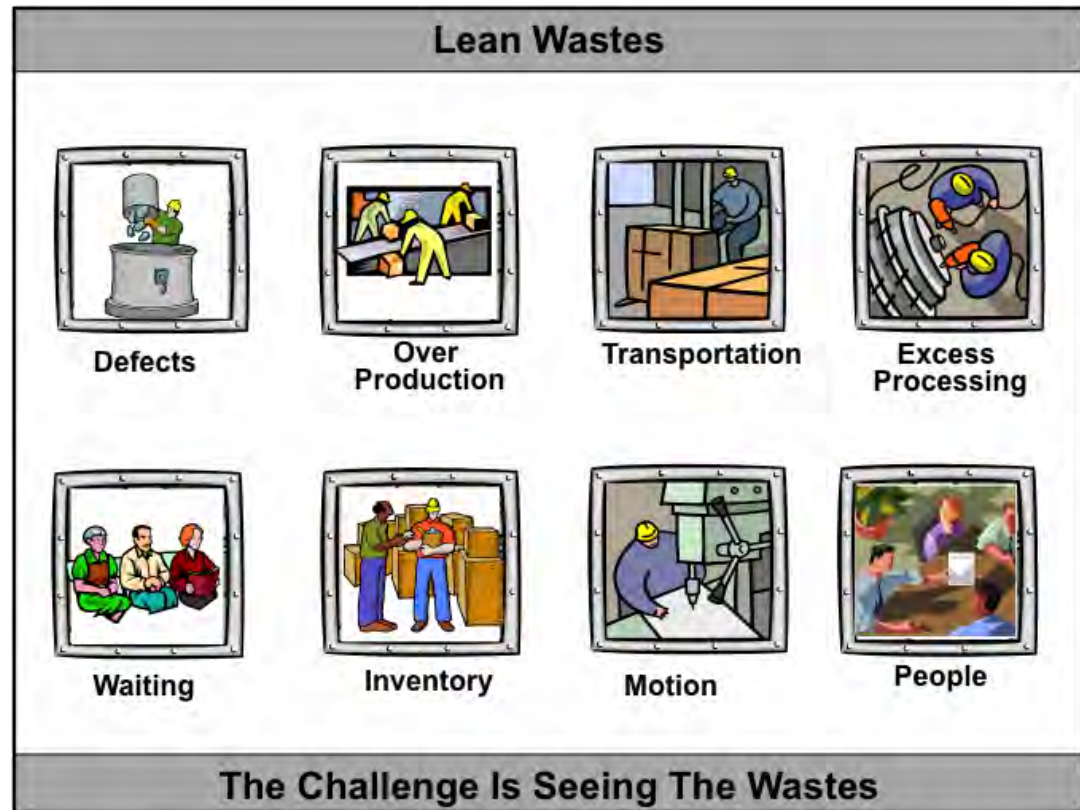 Lean Wastes
Defects
Over
Production
Transportation
Excess
Processing
Waiting
Inventory
Motion
People
The Challenge Is Seeing The Wastes